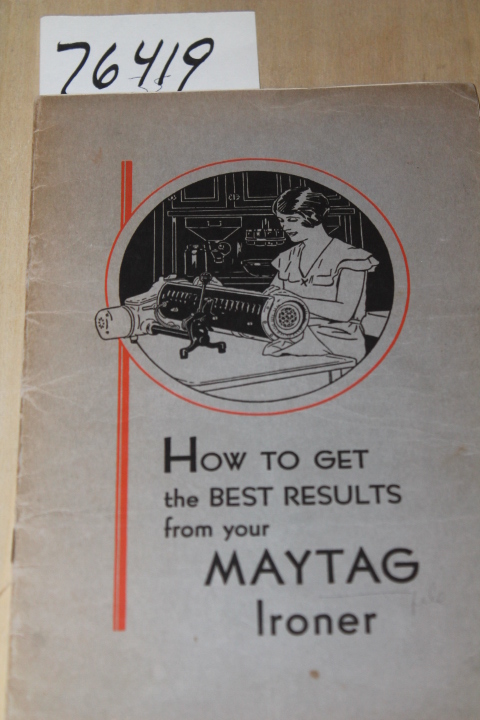 76419
HOW TO GET
the BEST RESULTS
from your
MAYTAG
Ironer